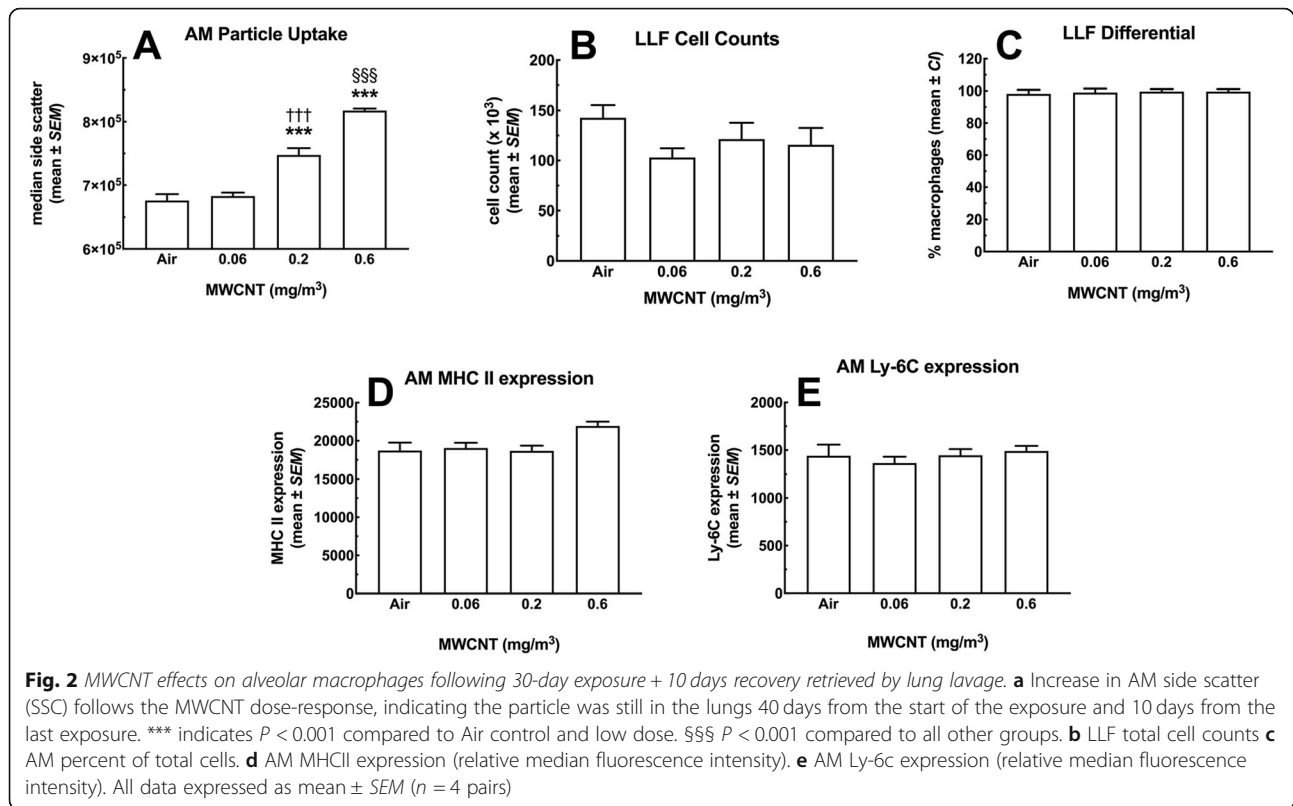 A
AM Particle Uptake
9×10⁵
8×10⁵
7×10⁵
6×10⁵
median side scatter
(mean ± SEM)
†††
***
§§§
***
Air 0.06 0.2 0.6
MWCNT (mg/m³)
B
LLF Cell Counts
200
150
100
50
0
cell count (x 10³)
(mean ± SEM)
Air 0.06 0.2 0.6
MWCNT (mg/m³)
C
LLF Differential
120
100
80
60
40
20
0
% macrophages (mean ± CI)
Air 0.06 0.2 0.6
MWCNT (mg/m³)
D
AM MHC II expression
25000
20000
15000
10000
5000
0
MHC II expression
(mean ± SEM)
Air 0.06 0.2 0.6
MWCNT (mg/m³)
E
AM Ly-6C expression
2000
1500
1000
500
0
Ly-6C expression
(mean ± SEM)
Air 0.06 0.2 0.6
MWCNT (mg/m³)
Fig. 2 MWCNT effects on alveolar macrophages following 30-day exposure + 10 days recovery retrieved by lung lavage. a Increase in AM side scatter
(SSC) follows the MWCNT dose-response, indicating the particle was still in the lungs 40 days from the start of the exposure and 10 days from the
last exposure. *** indicates P < 0.001 compared to Air control and low dose. §§§ P < 0.001 compared to all other groups. b LLF total cell counts c
AM percent of total cells. d AM MHCII expression (relative median fluorescence intensity). e AM Ly-6c expression (relative median fluorescence
intensity). All data expressed as mean ± SEM (n = 4 pairs)